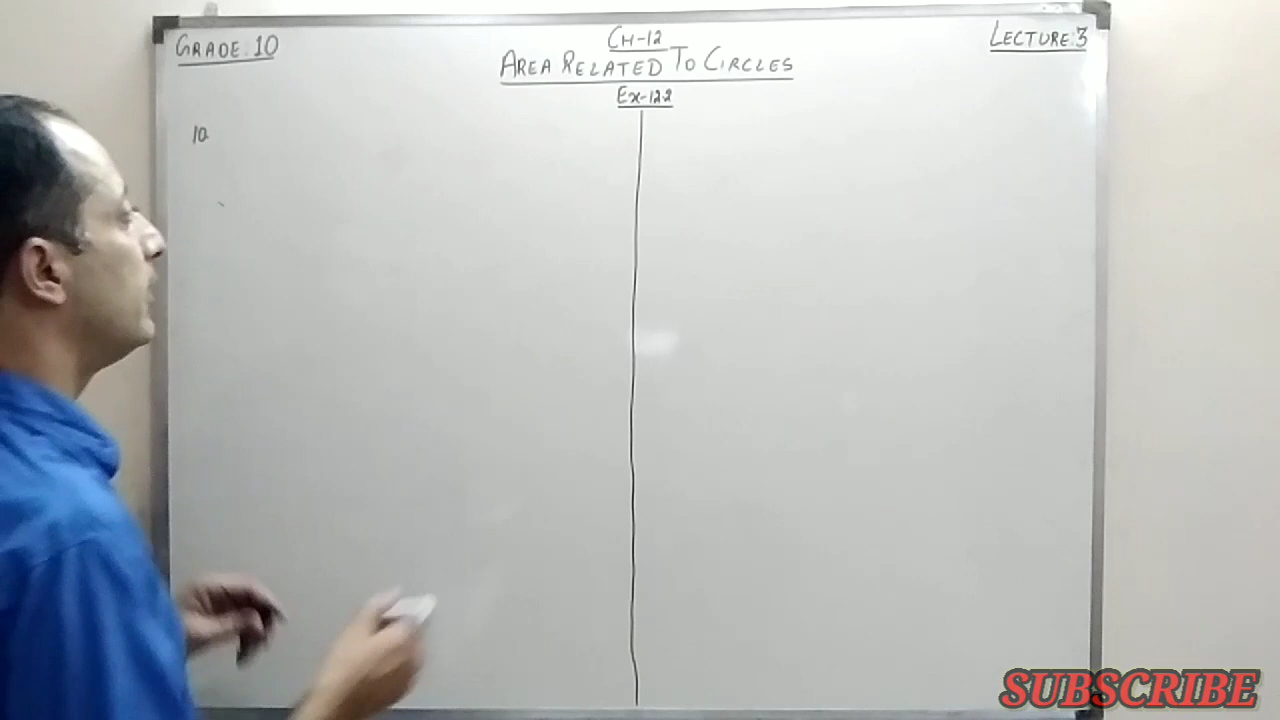 GRADE: 10
CH-12
LECTURE: 3
AREA RELATED TO CIRCLES
Ex-12.2
10
SUBSCRIBE